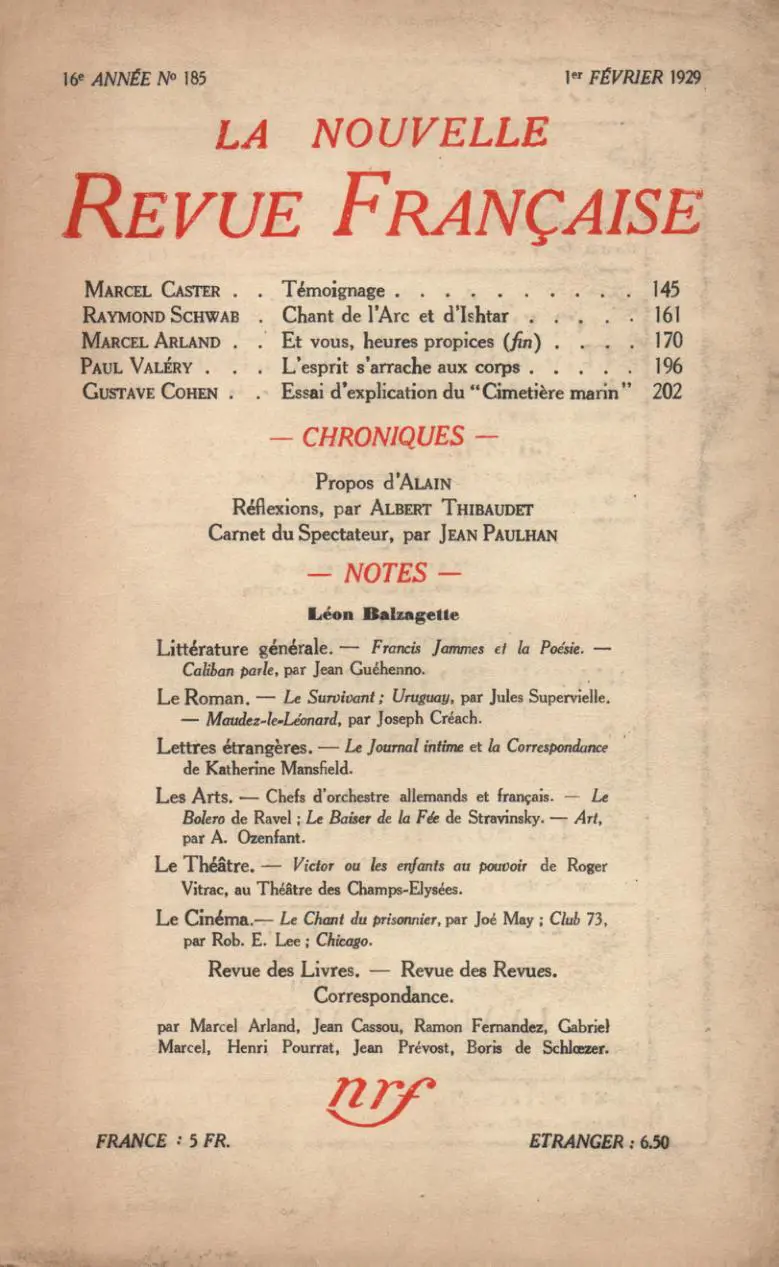 16e ANNÉE No 185
1er FÉVRIER 1929
LA NOUVELLE
REVUE FRANÇAISE
MARCEL CASTER . . Témoignage . . . . . . . . . . 145
RAYMOND SCHWAB . Chant de l'Arc et d'Ishtar . . . . . 161
MARCEL ARLAND . . Et vous, heures propices (fin) . . . . 170
PAUL VALÉRY . . . L'esprit s'arrache aux corps . . . . . 196
GUSTAVE COHEN . . Essai d'explication du "Cimetière marin" 202
— CHRONIQUES —
Propos d'ALAIN
Réflexions, par ALBERT THIBAUDET
Carnet du Spectateur, par JEAN PAULHAN
— NOTES —
Léon Balzagette
Littérature générale. — Francis Jammes et la Poésie. —
Caliban parle, par Jean Guéhenno.
Le Roman. — Le Survivant ; Uruguay, par Jules Supervielle.
— Maudez-le-Léonard, par Joseph Créach.
Lettres étrangères. — Le Journal intime et la Correspondance
de Katherine Mansfield.
Les Arts. — Chefs d'orchestre allemands et français. — Le
Bolero de Ravel ; Le Baiser de la Fée de Stravinsky. — Art,
par A. Ozenfant.
Le Théâtre. — Victor ou les enfants au pouvoir de Roger
Vitrac, au Théâtre des Champs-Elysées.
Le Cinéma.— Le Chant du prisonnier, par Joé May ; Club 73,
par Rob. E. Lee ; Chicago.
Revue des Livres. — Revue des Revues.
Correspondance.
par Marcel Arland, Jean Cassou, Ramon Fernandez, Gabriel
Marcel, Henri Pourrat, Jean Prévost, Boris de Schlœzer.
nrf
FRANCE : 5 FR.
ETRANGER : 6.50